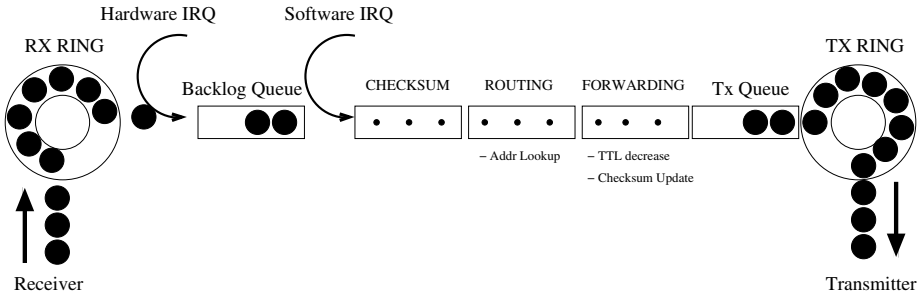 Hardware IRQ
Software IRQ
RX RING
TX RING
Backlog Queue
CHECKSUM
ROUTING
FORWARDING
Tx Queue
– Addr Lookup
– TTL decrease
– Checksum Update
Receiver
Transmitter